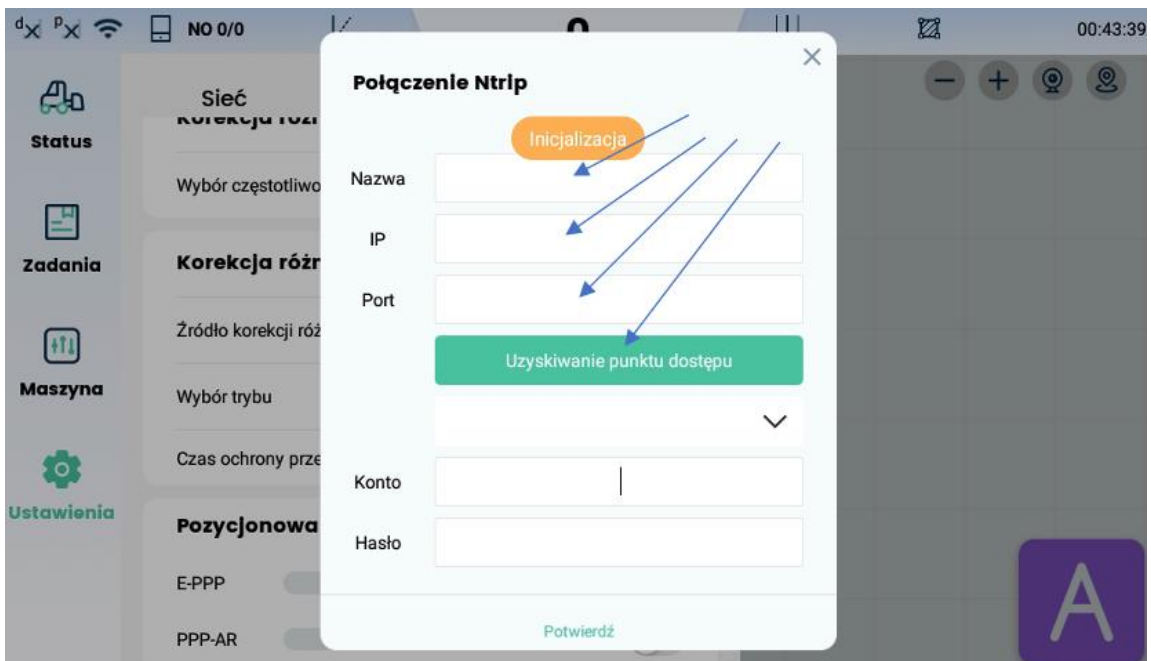 d P NO 0/0 00:43:39
Status
Zadania
Maszyna
Ustawienia
Sieć
Wybór częstotliwo
Korekcja różn
Źródło korekcji róż
Wybór trybu
Czas ochrony prze
Pozycjonowa
E-PPP
PPP-AR
Połączenie Ntrip
Inicjalizacja
Nazwa
IP
Port
Uzyskiwanie punktu dostępu
Konto
Hasło
Potwierdź
A